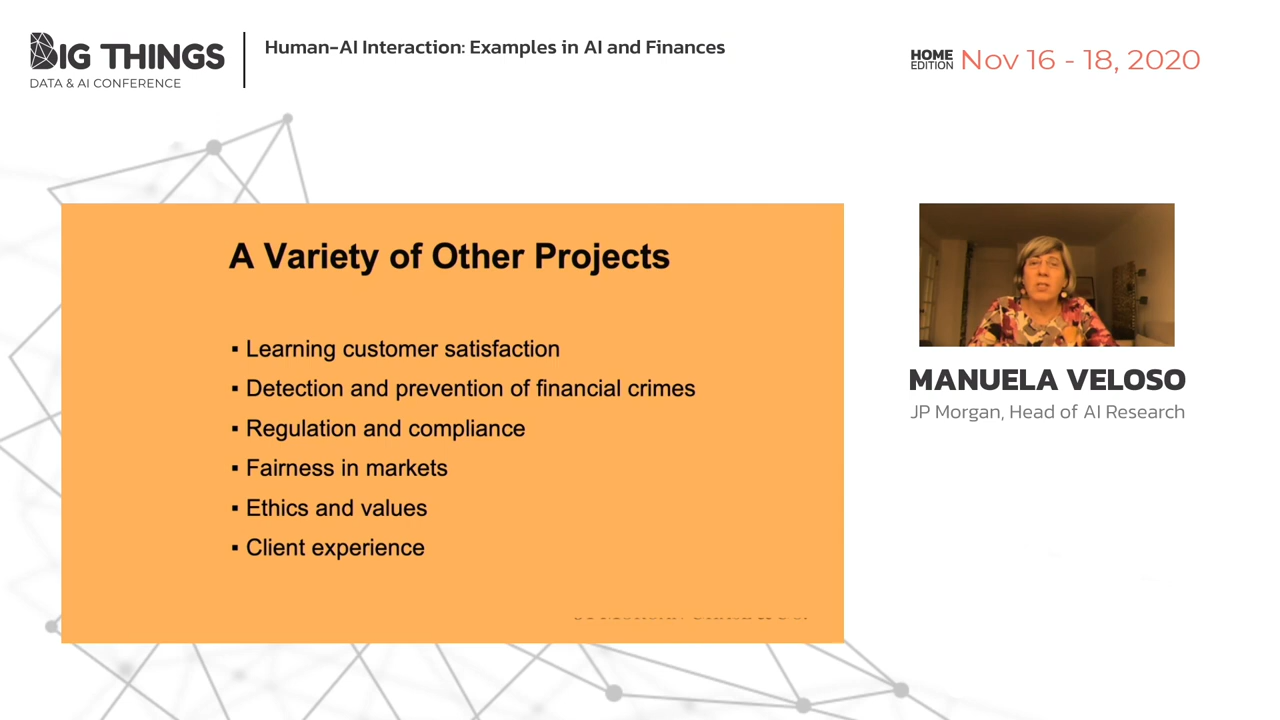 BIG THINGS
DATA & AI CONFERENCE
Human-AI Interaction: Examples in AI and Finances
HOME
EDITION
Nov 16 - 18, 2020
A Variety of Other Projects
▪ Learning customer satisfaction
▪ Detection and prevention of financial crimes
▪ Regulation and compliance
▪ Fairness in markets
▪ Ethics and values
▪ Client experience
MANUELA VELOSO
JP Morgan, Head of AI Research